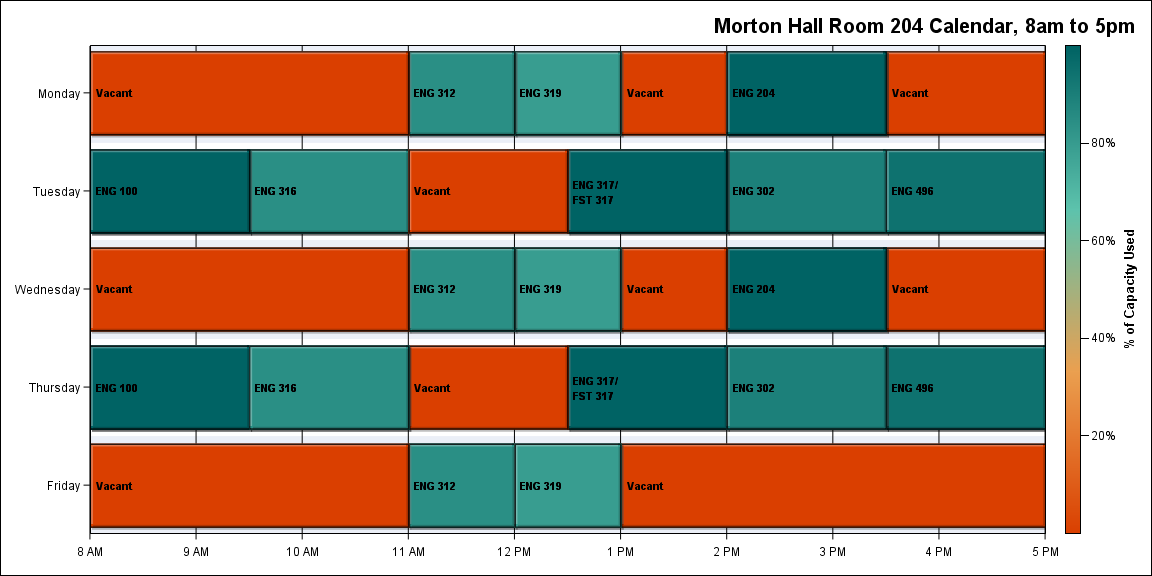 Morton Hall Room 204 Calendar, 8am to 5pm
Monday
Vacant
ENG 312
ENG 319
Vacant
ENG 204
Vacant
Tuesday
ENG 100
ENG 316
Vacant
ENG 317/
FST 317
ENG 302
ENG 496
Wednesday
Vacant
ENG 312
ENG 319
Vacant
ENG 204
Vacant
Thursday
ENG 100
ENG 316
Vacant
ENG 317/
FST 317
ENG 302
ENG 496
Friday
Vacant
ENG 312
ENG 319
Vacant
8 AM
9 AM
10 AM
11 AM
12 PM
1 PM
2 PM
3 PM
4 PM
5 PM
80%
60%
40%
20%
% of Capacity Used